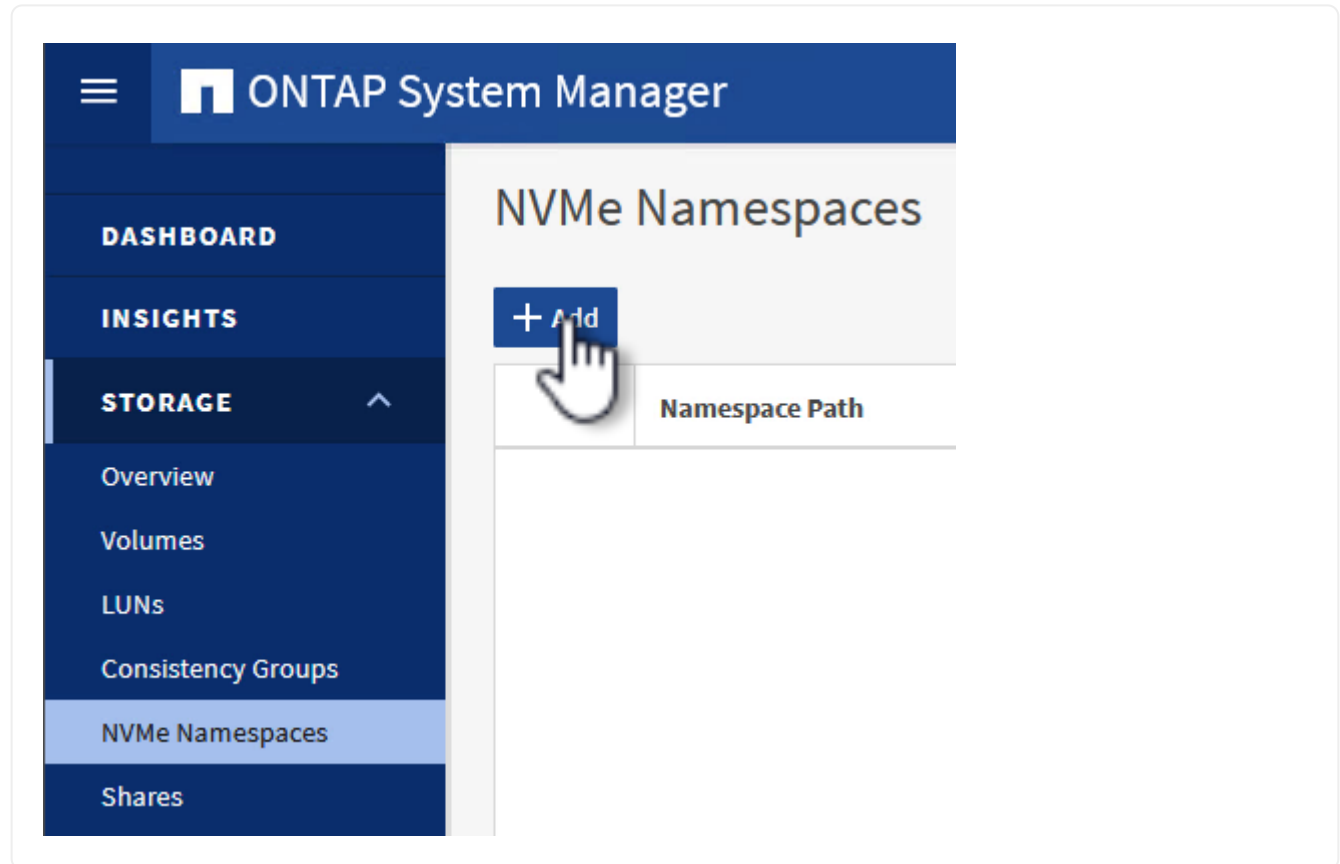 ONTAP System Manager
DASHBOARD
INSIGHTS
STORAGE
Overview
Volumes
LUNs
Consistency Groups
NVMe Namespaces
Shares
NVMe Namespaces
+ Add
Namespace Path